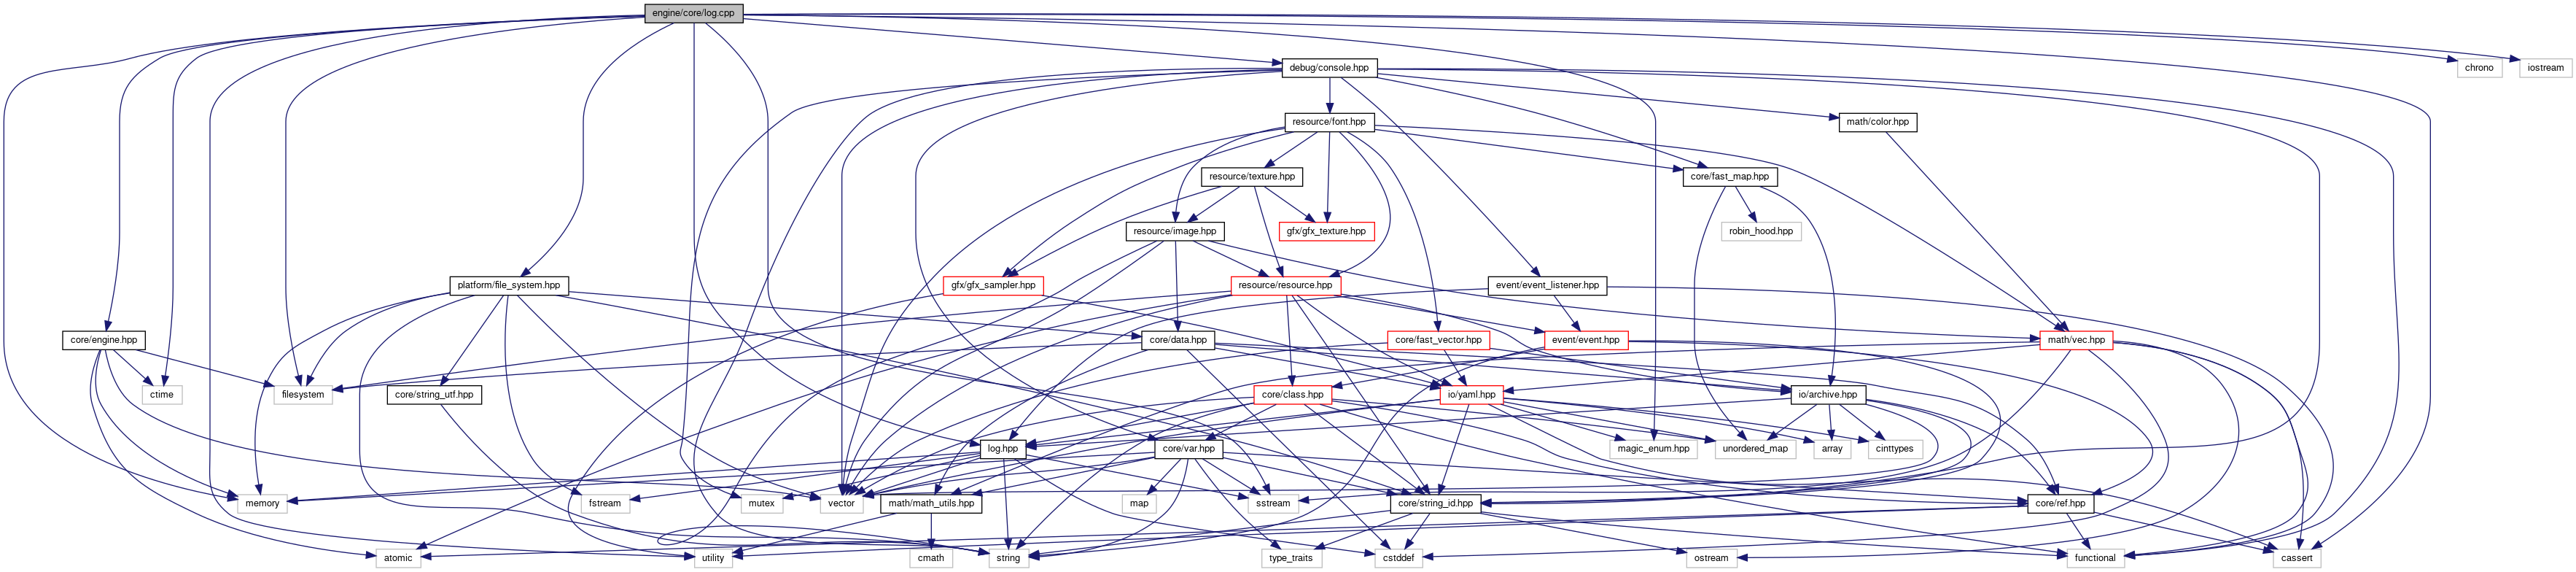 engine/core/log.cpp
debug/console.hpp
chrono
iostream
resource/font.hpp
math/color.hpp
resource/texture.hpp
core/fast_map.hpp
resource/image.hpp
gfx/gfx_texture.hpp
robin_hood.hpp
platform/file_system.hpp
gfx/gfx_sampler.hpp
resource/resource.hpp
event/event_listener.hpp
core/engine.hpp
core/data.hpp
core/fast_vector.hpp
event/event.hpp
math/vec.hpp
ctime
filesystem
core/string_utf.hpp
core/class.hpp
io/yaml.hpp
io/archive.hpp
log.hpp
core/var.hpp
magic_enum.hpp
unordered_map
array
cinttypes
memory
fstream
mutex
vector
math/math_utils.hpp
map
sstream
core/string_id.hpp
core/ref.hpp
atomic
utility
cmath
string
type_traits
cstddef
ostream
functional
cassert